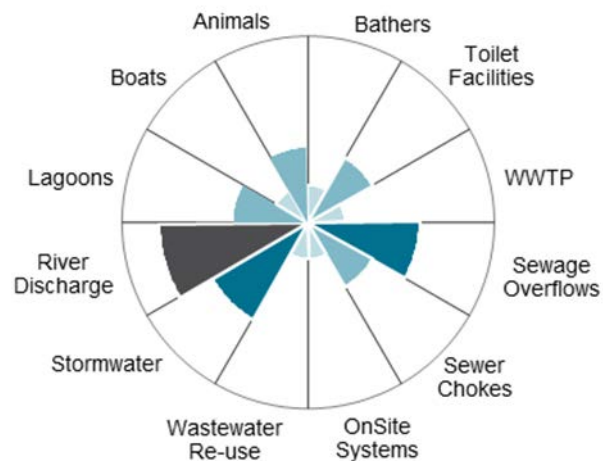 Animals
Bathers
Boats
Toilet
Facilities
Lagoons
WWTP
River
Discharge
Sewage
Overflows
Stormwater
Sewer
Chokes
Wastewater
Re-use
OnSite
Systems